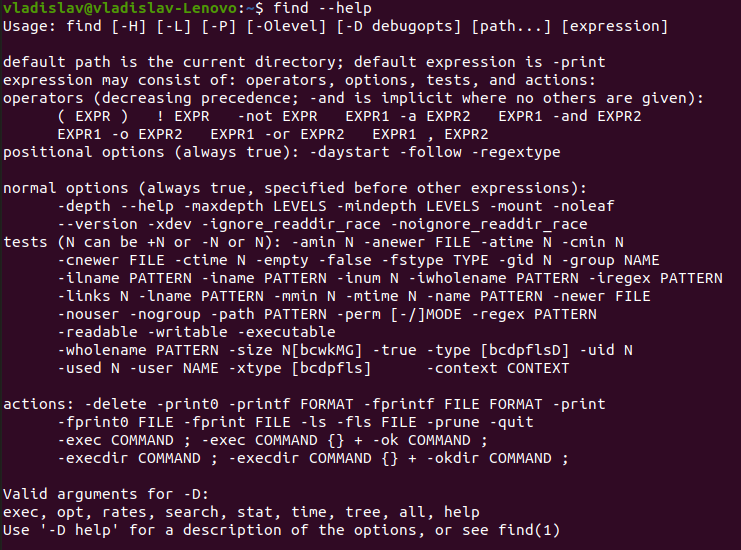 vladislav@vladislav-Lenovo:~$ find --help
Usage: find [-H] [-L] [-P] [-Olevel] [-D debugopts] [path...] [expression]

default path is the current directory; default expression is -print
expression may consist of: operators, options, tests, and actions:
operators (decreasing precedence; -and is implicit where no others are given):
      ( EXPR )   ! EXPR   -not EXPR   EXPR1 -a EXPR2   EXPR1 -and EXPR2
      EXPR1 -o EXPR2   EXPR1 -or EXPR2   EXPR1 , EXPR2
positional options (always true): -daystart -follow -regextype

normal options (always true, specified before other expressions):
      -depth --help -maxdepth LEVELS -mindepth LEVELS -mount -noleaf
      --version -xdev -ignore_readdir_race -noignore_readdir_race
tests (N can be +N or -N or N): -amin N -anewer FILE -atime N -cmin N
      -cnewer FILE -ctime N -empty -false -fstype TYPE -gid N -group NAME
      -ilname PATTERN -iname PATTERN -inum N -iwholename PATTERN -iregex PATTERN
      -links N -lname PATTERN -mmin N -mtime N -name PATTERN -newer FILE
      -nouser -nogroup -path PATTERN -perm [-/]MODE -regex PATTERN
      -readable -writable -executable
      -wholename PATTERN -size N[bcwkMG] -true -type [bcdpflsD] -uid N
      -used N -user NAME -xtype [bcdpfls]      -context CONTEXT

actions: -delete -print0 -printf FORMAT -fprintf FILE FORMAT -print
      -fprint0 FILE -fprint FILE -ls -fls FILE -prune -quit
      -exec COMMAND ; -exec COMMAND {} + -ok COMMAND ;
      -execdir COMMAND ; -execdir COMMAND {} + -okdir COMMAND ;

Valid arguments for -D:
exec, opt, rates, search, stat, time, tree, all, help
Use '-D help' for a description of the options, or see find(1)